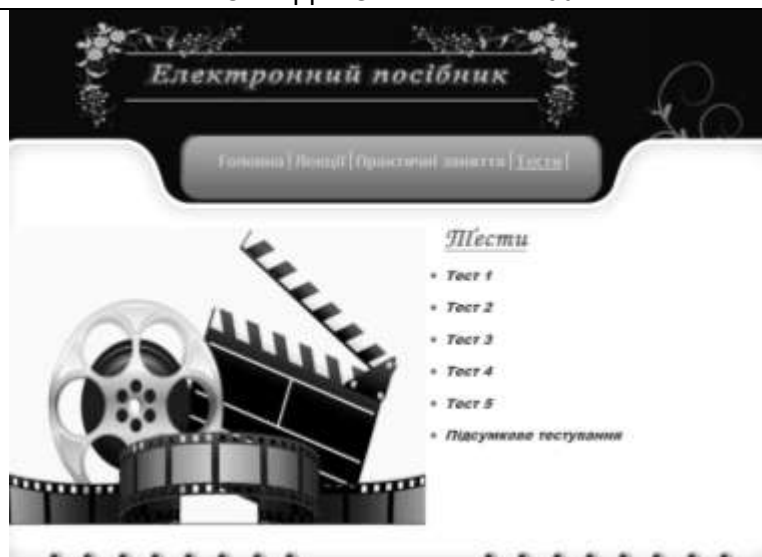 Електронний посібник
Головна | Лекції | Практичні заняття | Тести |
Тести
Тест 1
Тест 2
Тест 3
Тест 4
Тест 5
Підсумкове тестування